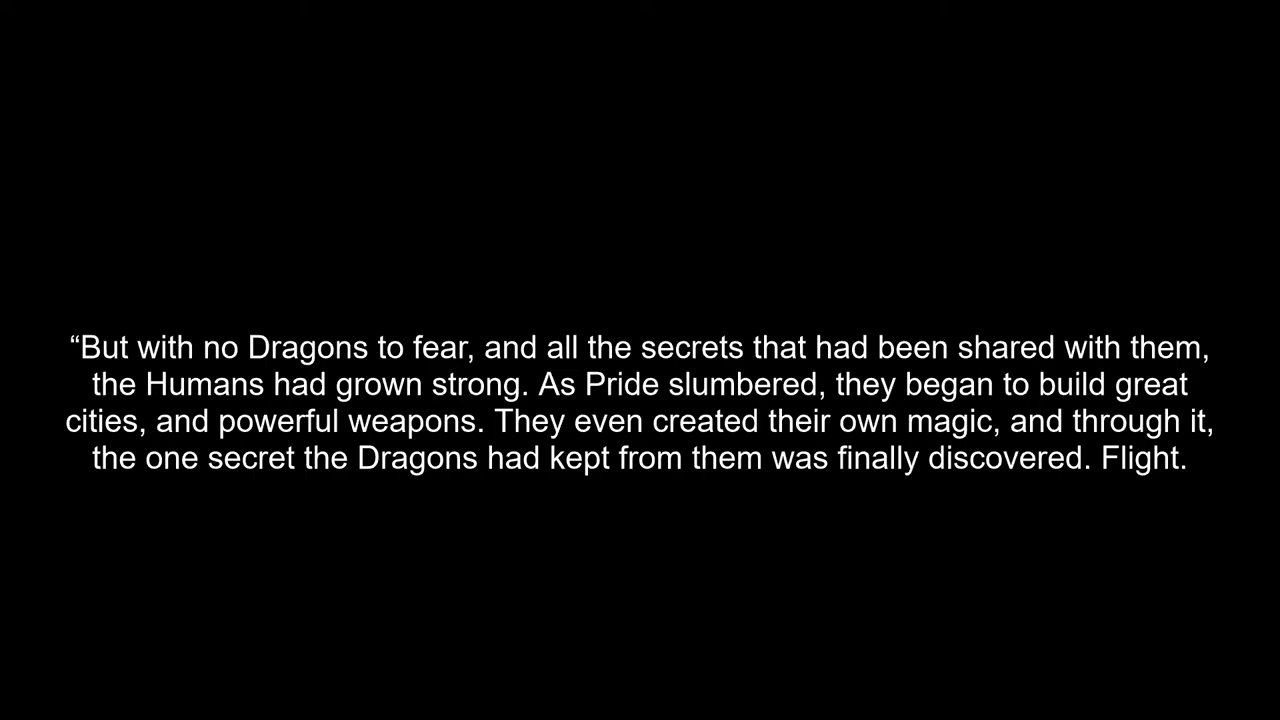 “But with no Dragons to fear, and all the secrets that had been shared with them,
the Humans had grown strong. As Pride slumbered, they began to build great
cities, and powerful weapons. They even created their own magic, and through it,
the one secret the Dragons had kept from them was finally discovered. Flight.